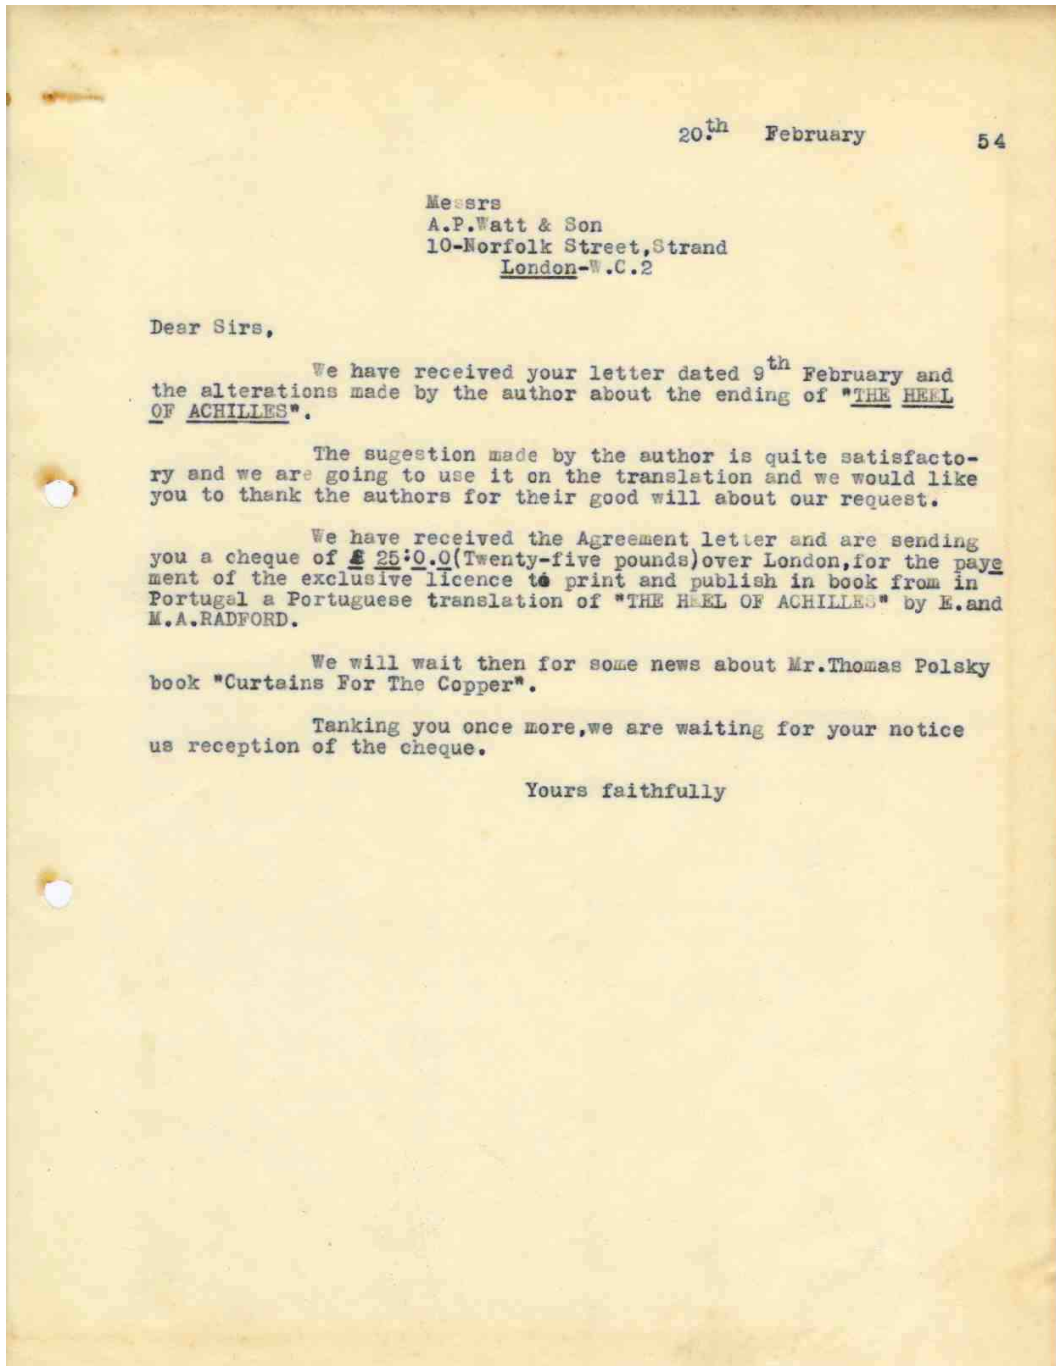 20.th February 54
Messrs
A.P.Watt & Son
10-Norfolk Street,Strand
London-W.C.2
Dear Sirs,
We have received your letter dated 9th February and
the alterations made by the author about the ending of "THE HEEL
OF ACHILLES".
The sugestion made by the author is quite satisfacto-
ry and we are going to use it on the translation and we would like
you to thank the authors for their good will about our request.
We have received the Agreement letter and are sending
you a cheque of £ 25:0.0(Twenty-five pounds)over London,for the paye
ment of the exclusive licence to print and publish in book from in
Portugal a Portuguese translation of "THE HEEL OF ACHILLES" by E.and
M.A.RADFORD.
We will wait then for some news about Mr.Thomas Polsky
book "Curtains For The Copper".
Tanking you once more,we are waiting for your notice
us reception of the cheque.
Yours faithfully